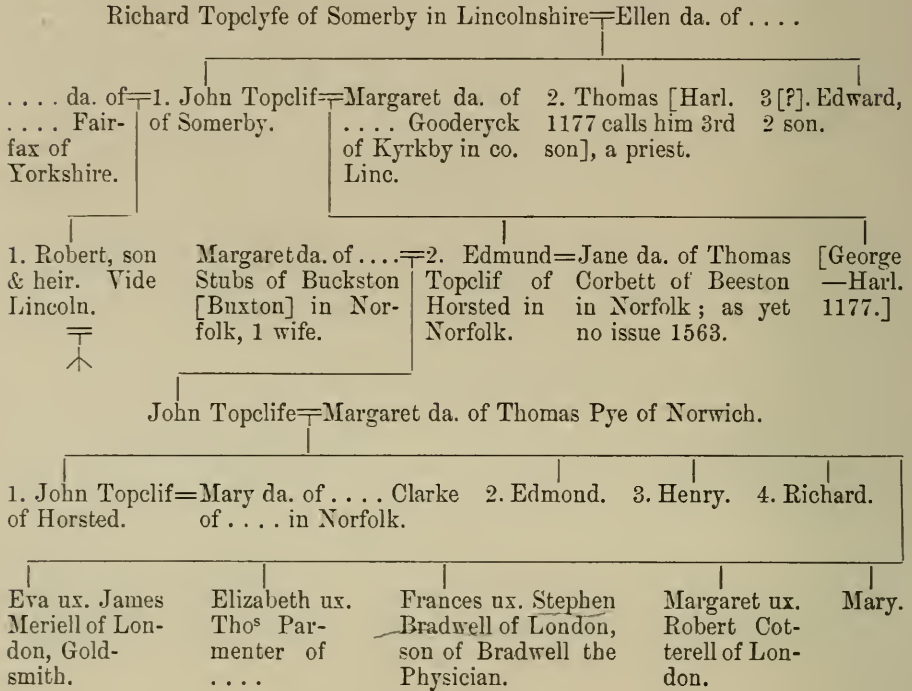 Richard Topclyfe of Somerby in Lincolnshire=Ellen da. of . . . .
. . . . da. of=1. John Topclif=Margaret da. of 2. Thomas [Harl. 3 [?]. Edward,
. . . . Fair- of Somerby. . . . . Gooderyck 1177 calls him 3rd 2 son.
fax of of Kyrkby in co. son], a priest.
Yorkshire. Linc.
1. Robert, son Margaret da. of . . . .=2. Edmund=Jane da. of Thomas [George
& heir. Vide Stubs of Buckston Topclif of Corbett of Beeston —Harl.
Lincoln. [Buxton] in Nor- Horsted in in Norfolk; as yet 1177.]
folk, 1 wife. Norfolk. no issue 1563.
John Topclife=Margaret da. of Thomas Pye of Norwich.
1. John Topclif=Mary da. of . . . . Clarke 2. Edmond. 3. Henry. 4. Richard.
of Horsted. of . . . . in Norfolk.
Eva ux. James Elizabeth ux. Frances ux. Stephen Margaret ux. Mary.
Meriell of Lon- Thoˢ Par- Bradwell of London, Robert Cot-
don, Gold- menter of son of Bradwell the terell of Lon-
smith. . . . . Physician. don.